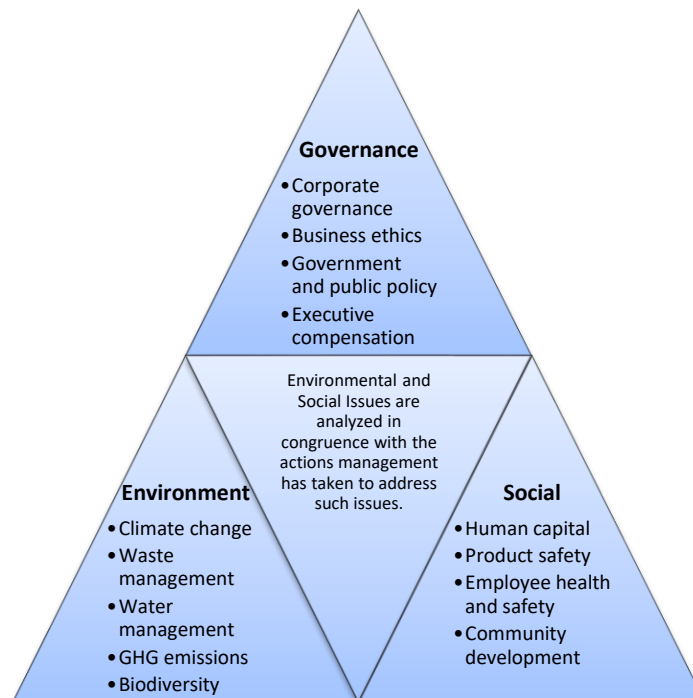 Governance
•Corporate
governance
•Business ethics
•Government
and public policy
•Executive
compensation
Environmental and
Social Issues are
analyzed in
congruence with the
actions management
has taken to address
such issues.
Environment
•Climate change
•Waste
management
•Water
management
•GHG emissions
•Biodiversity
Social
•Human capital
•Product safety
•Employee health
and safety
•Community
development